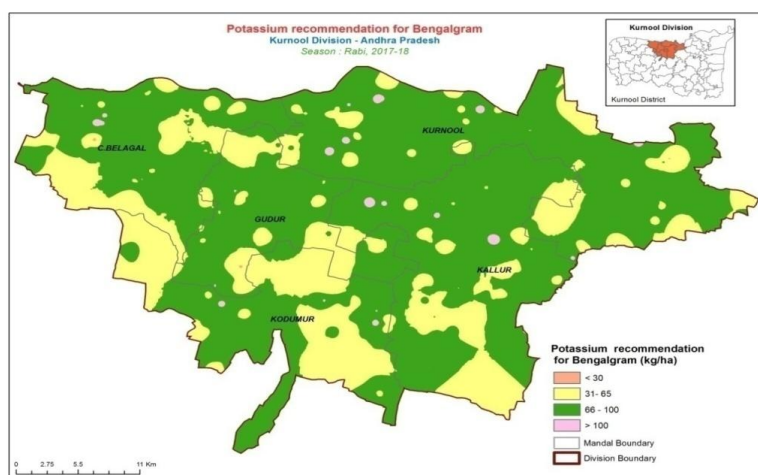 Potassium recommendation for Bengalgram
Kurnool Division - Andhra Pradesh
Season : Rabi, 2017-18
Kurnool Division
Kurnool District
KURNOOL
C.BELAGAL
GUDUR
KALLUR
KODUMUR
Potassium recommendation
for Bengalgram (kg/ha)
< 30
31- 65
66 - 100
> 100
Mandal Boundary
Division Boundary
0 2.75 5.5 11 Km